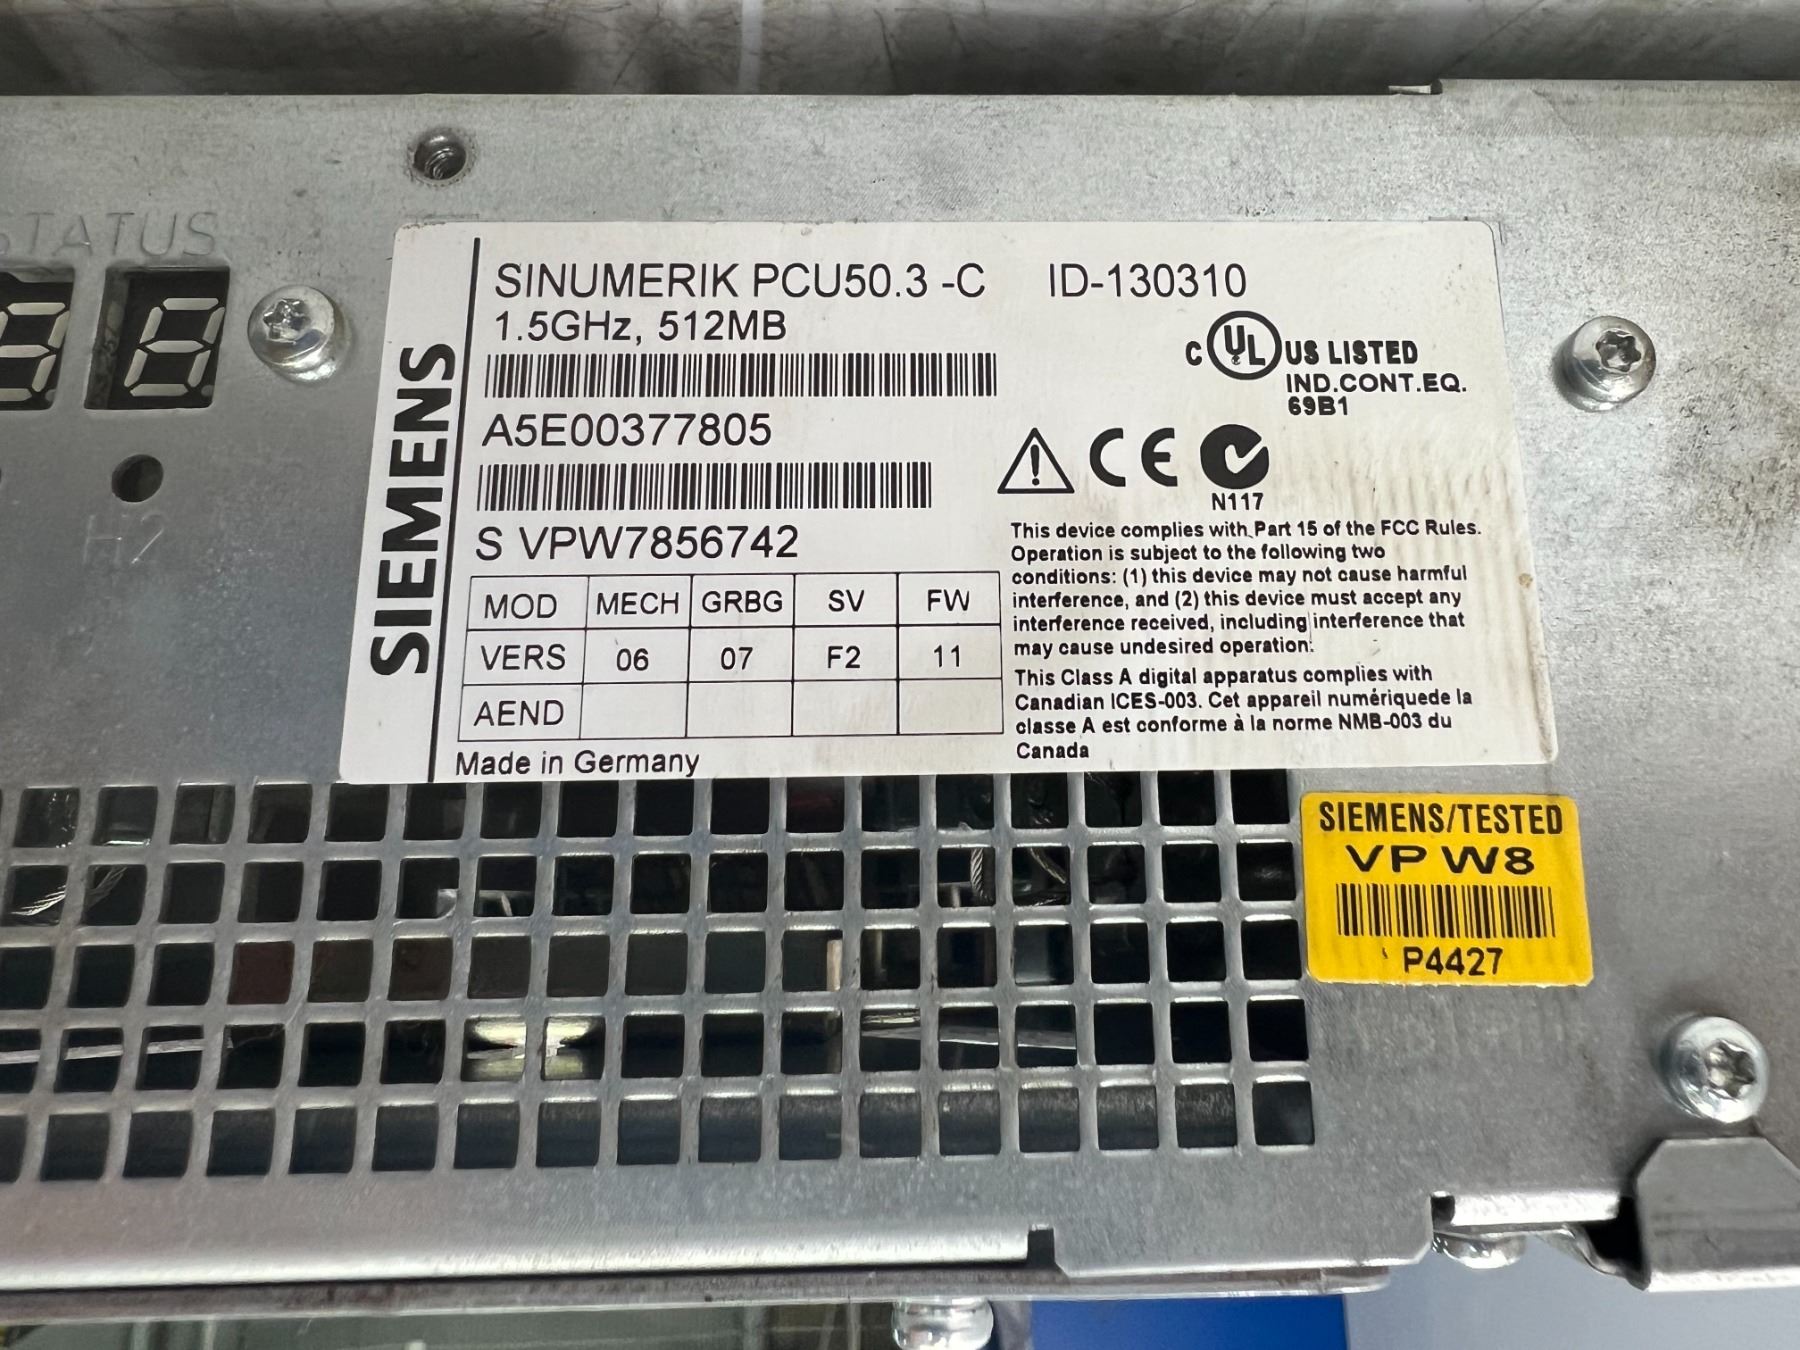 STATUS
H2
SIEMENS
SINUMERIK PCU50.3 -C ID-130310
1.5GHz, 512MB
A5E00377805
S VPW7856742
MOD MECH GRBG SV FW
VERS 06 07 F2 11
AEND
Made in Germany
C UL US LISTED
IND.CONT.EQ.
69B1
CE
N117
This device complies with Part 15 of the FCC Rules.
Operation is subject to the following two
conditions: (1) this device may not cause harmful
interference, and (2) this device must accept any
interference received, including interference that
may cause undesired operation.
This Class A digital apparatus complies with
Canadian ICES-003. Cet appareil numériquede la
classe A est conforme à la norme NMB-003 du
Canada
SIEMENS/TESTED
VP W8
P4427